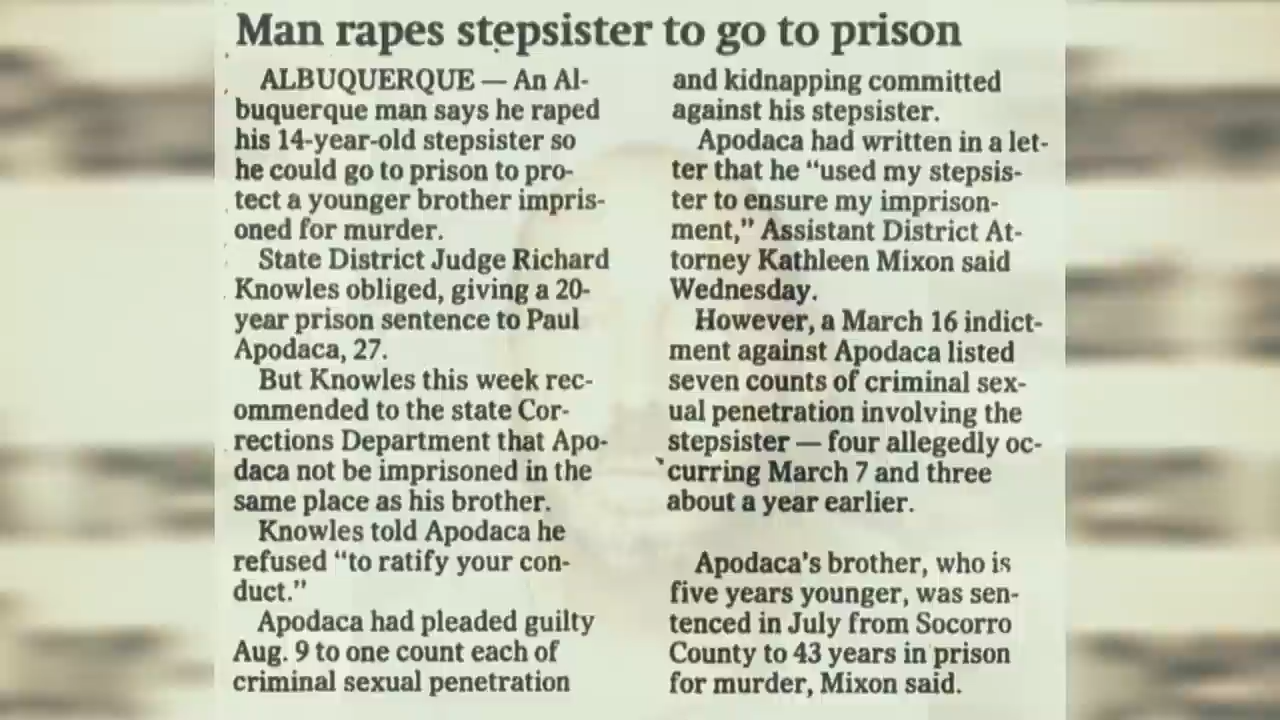 Man rapes stepsister to go to prison
ALBUQUERQUE — An Al-
buquerque man says he raped
his 14-year-old stepsister so
he could go to prison to pro-
tect a younger brother impris-
oned for murder.
State District Judge Richard
Knowles obliged, giving a 20-
year prison sentence to Paul
Apodaca, 27.
But Knowles this week rec-
ommended to the state Cor-
rections Department that Apo-
daca not be imprisoned in the
same place as his brother.
Knowles told Apodaca he
refused “to ratify your con-
duct.”
Apodaca had pleaded guilty
Aug. 9 to one count each of
criminal sexual penetration
and kidnapping committed
against his stepsister.
Apodaca had written in a let-
ter that he “used my stepsis-
ter to ensure my imprison-
ment,” Assistant District At-
torney Kathleen Mixon said
Wednesday.
However, a March 16 indict-
ment against Apodaca listed
seven counts of criminal sex-
ual penetration involving the
stepsister — four allegedly oc-
curring March 7 and three
about a year earlier.
Apodaca's brother, who is
five years younger, was sen-
tenced in July from Socorro
County to 43 years in prison
for murder, Mixon said.